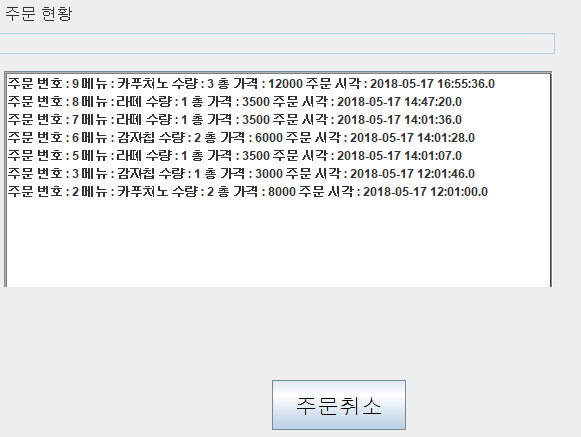 주문 현황
주문 번호 : 9 메뉴 : 카푸치노 수량 : 3 총 가격 : 12000 주문 시각 : 2018-05-17 16:55:36.0
주문 번호 : 8 메뉴 : 라떼 수량 : 1 총 가격 : 3500 주문 시각 : 2018-05-17 14:47:20.0
주문 번호 : 7 메뉴 : 라떼 수량 : 1 총 가격 : 3500 주문 시각 : 2018-05-17 14:01:36.0
주문 번호 : 6 메뉴 : 감자칩 수량 : 2 총 가격 : 6000 주문 시각 : 2018-05-17 14:01:28.0
주문 번호 : 5 메뉴 : 라떼 수량 : 1 총 가격 : 3500 주문 시각 : 2018-05-17 14:01:07.0
주문 번호 : 3 메뉴 : 감자칩 수량 : 1 총 가격 : 3000 주문 시각 : 2018-05-17 12:01:46.0
주문 번호 : 2 메뉴 : 카푸치노 수량 : 2 총 가격 : 8000 주문 시각 : 2018-05-17 12:01:00.0
주문취소